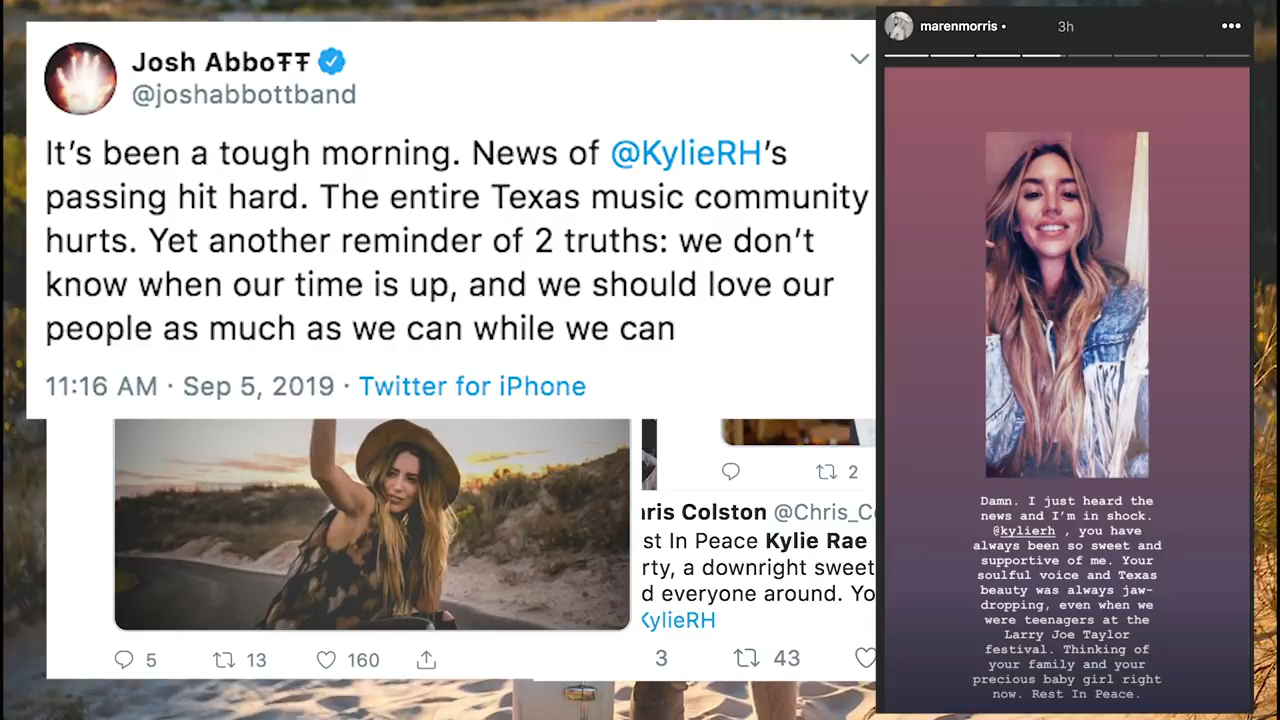 Josh AbboŦŦ
@joshabbottband
It’s been a tough morning. News of @KylieRH’s
passing hit hard. The entire Texas music community
hurts. Yet another reminder of 2 truths: we don’t
know when our time is up, and we should love our
people as much as we can while we can
11:16 AM · Sep 5, 2019 · Twitter for iPhone
5 13 160
2
ris Colston @Chris_C
st In Peace Kylie Rae
rty, a downright sweet
d everyone around. Yo
KylieRH
3 43
marenmorris • 3h
Damn. I just heard the
news and I’m in shock.
@kylierh , you have
always been so sweet and
supportive of me. Your
soulful voice and Texas
beauty was always jaw-
dropping, even when we
were teenagers at the
Larry Joe Taylor
festival. Thinking of
your family and your
precious baby girl right
now. Rest In Peace.